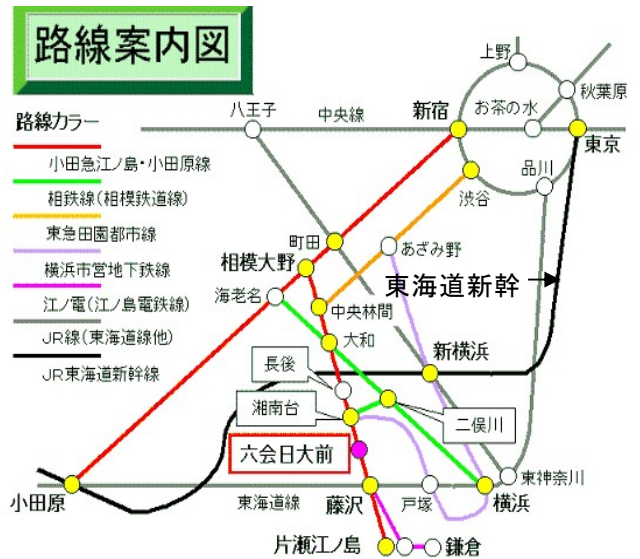 路線案内図
路線カラー
小田急江ノ島・小田原線
相鉄線(相模鉄道線)
東急田園都市線
横浜市営地下鉄線
江ノ電(江ノ島電鉄線)
JR線(東海道線他)
JR東海道新幹線
上野
秋葉原
八王子
中央線
新宿
お茶の水
東京
品川
渋谷
町田
あざみ野
相模大野
東海道新幹
海老名
中央林間
大和
新横浜
長後
湘南台
二俣川
六会日大前
東神奈川
小田原
東海道線
藤沢
戸塚
横浜
片瀬江ノ島
鎌倉